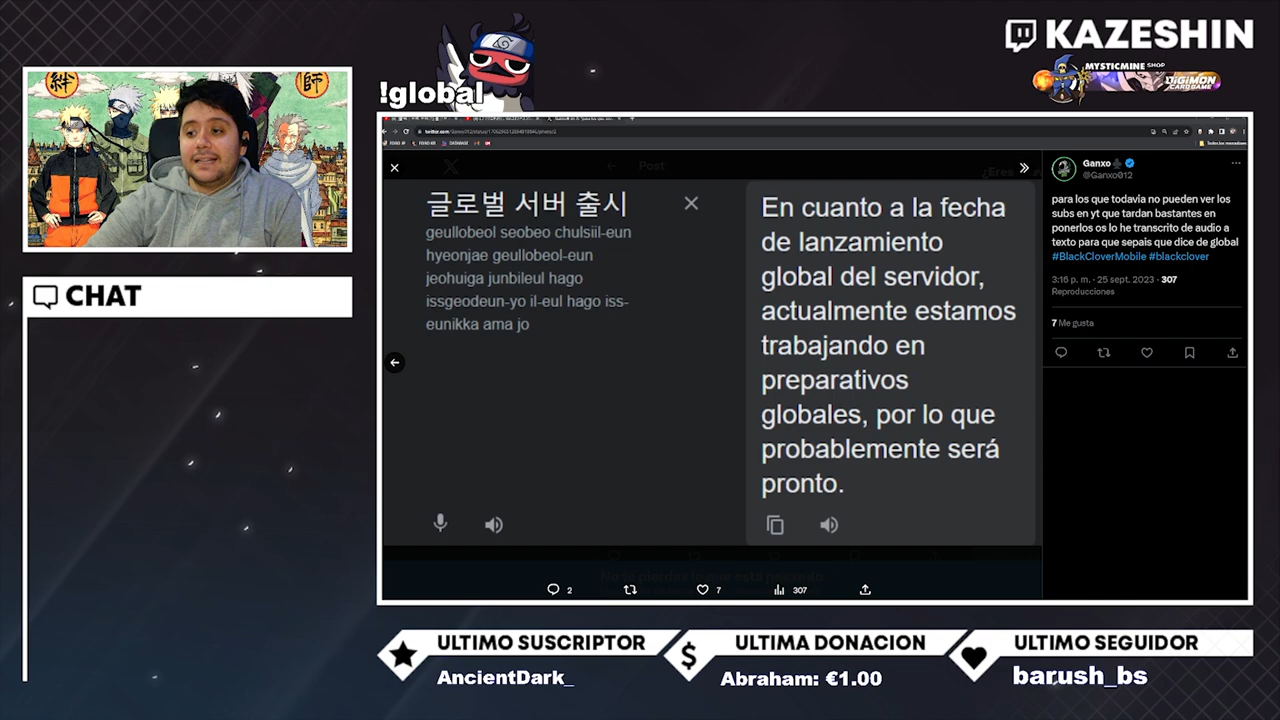 KAZESHIN
MYSTICMINE SHOP
DIGIMON
CARD GAME
絆
師
!global
CHAT
Post
글로벌 서버 출시
geullobeol seobeo chulsiil-eun
hyeonjae geullobeol-eun
jeohuiga junbileul hago
issgeodeun-yo il-eul hago iss-
eunikka ama jo
En cuanto a la fecha
de lanzamiento
global del servidor,
actualmente estamos
trabajando en
preparativos
globales, por lo que
probablemente será
pronto.
2
7
307
Ganxo
@Ganxo012
para los que todavia no pueden ver los
subs en yt que tardan bastantes en
ponerlos os lo he transcrito de audio a
texto para que sepais que dice de global
#BlackCloverMobile #blackclover
3:16 p. m. · 25 sept. 2023 · 307
Reproducciones
7 Me gusta
ULTIMO SUSCRIPTOR
AncientDark_
ULTIMA DONACION
Abraham: €1.00
ULTIMO SEGUIDOR
barush_bs